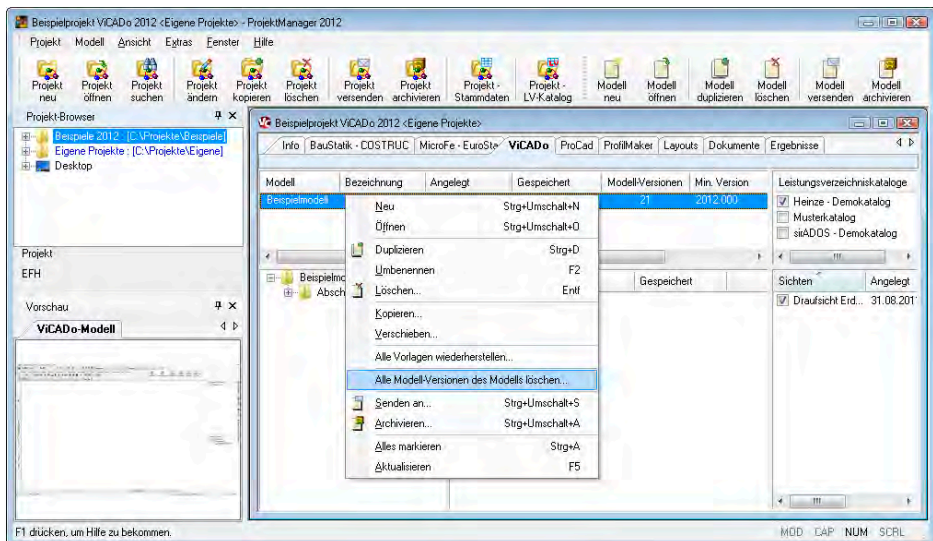 Beispielprojekt ViCADo 2012 <Eigene Projekte> - ProjektManager 2012
Projekt Modell Ansicht Extras Fenster Hilfe
Projekt neu
Projekt öffnen
Projekt suchen
Projekt ändern
Projekt kopieren
Projekt löschen
Projekt versenden
Projekt archivieren
Projekt - Stammdaten
Projekt - LV-Katalog
Modell neu
Modell öffnen
Modell duplizieren
Modell löschen
Modell versenden
Modell archivieren
Projekt-Browser
Beispiele 2012 : [C:\Projekte\Beispiele]
Eigene Projekte : [C:\Projekte\Eigene]
Desktop
Projekt
EFH
Vorschau
ViCADo-Modell
Beispielprojekt ViCADo 2012 <Eigene Projekte>
Info BauStatik - COSTRUC MicroFe - EuroSta ViCADo ProCad ProfilMaker Layouts Dokumente Ergebnisse
Modell Bezeichnung Angelegt Gespeichert Modell-Versionen Min. Version
Beispielmodell 21 2012.000
Leistungsverzeichniskataloge
Heinze - Demokatalog
Musterkatalog
sirADOS - Demokatalog
Beispielmo
Absch
Gespeichert
Sichten Angelegt
Draufsicht Erd... 31.08.201
Neu Strg+Umschalt+N
Öffnen Strg+Umschalt+O
Duplizieren Strg+D
Umbenennen F2
Löschen... Entf
Kopieren...
Verschieben...
Alle Vorlagen wiederherstellen...
Alle Modell-Versionen des Modells löschen...
Senden an... Strg+Umschalt+S
Archivieren... Strg+Umschalt+A
Alles markieren Strg+A
Aktualisieren F5
F1 drücken, um Hilfe zu bekommen.
MOD CAP NUM SCRL